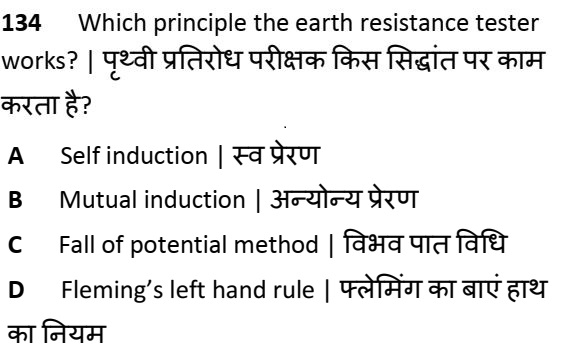 134 Which principle the earth resistance tester
works? | पृथ्वी प्रतिरोध परीक्षक किस सिद्धांत पर काम
करता है?
A Self induction | स्व प्रेरण
B Mutual induction | अन्योन्य प्रेरण
C Fall of potential method | विभव पात विधि
D Fleming’s left hand rule | फ्लेमिंग का बाएं हाथ
का नियम